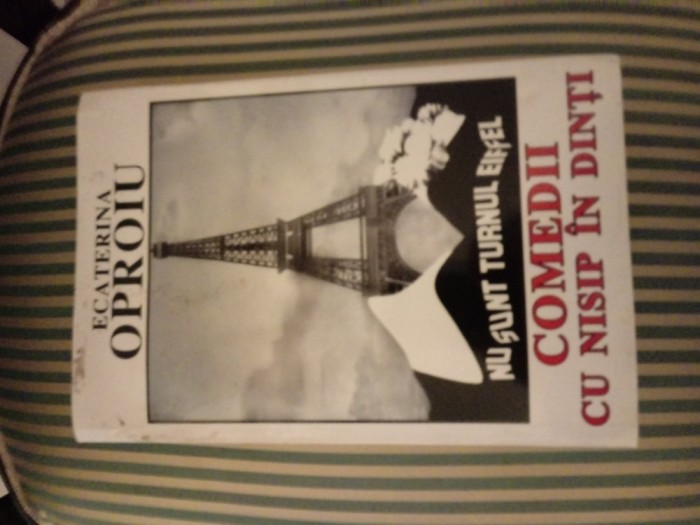 ECATERINA
OPROIU
NU SUNT TURNUL EIFFEL
COMEDII
CU NISIP ÎN DINȚI